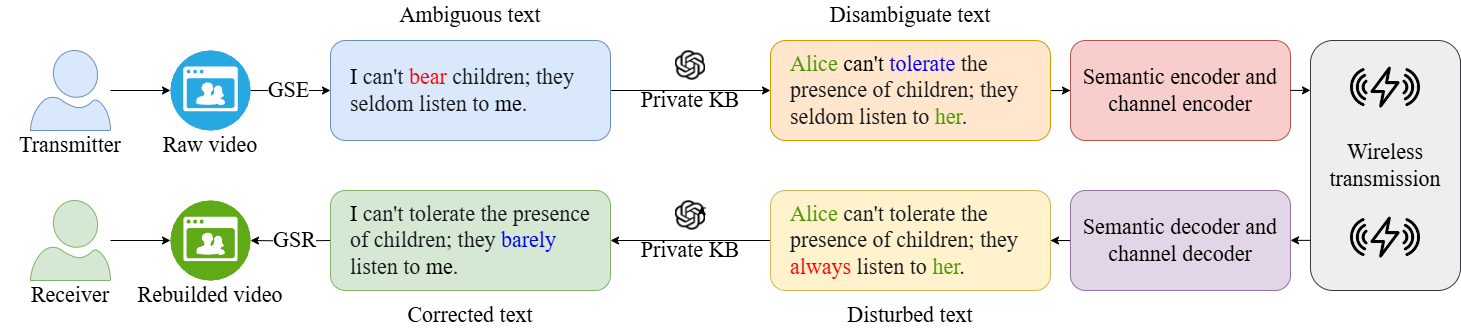 Ambiguous text
Disambiguate text
Transmitter
Raw video
GSE
I can't bear children; they
seldom listen to me.
Private KB
Alice can't tolerate the
presence of children; they
seldom listen to her.
Semantic encoder and
channel encoder
Wireless
transmission
Receiver
Rebuilded video
GSR
I can't tolerate the presence
of children; they barely
listen to me.
Private KB
Alice can't tolerate the
presence of children; they
always listen to her.
Semantic decoder and
channel decoder
Corrected text
Disturbed text